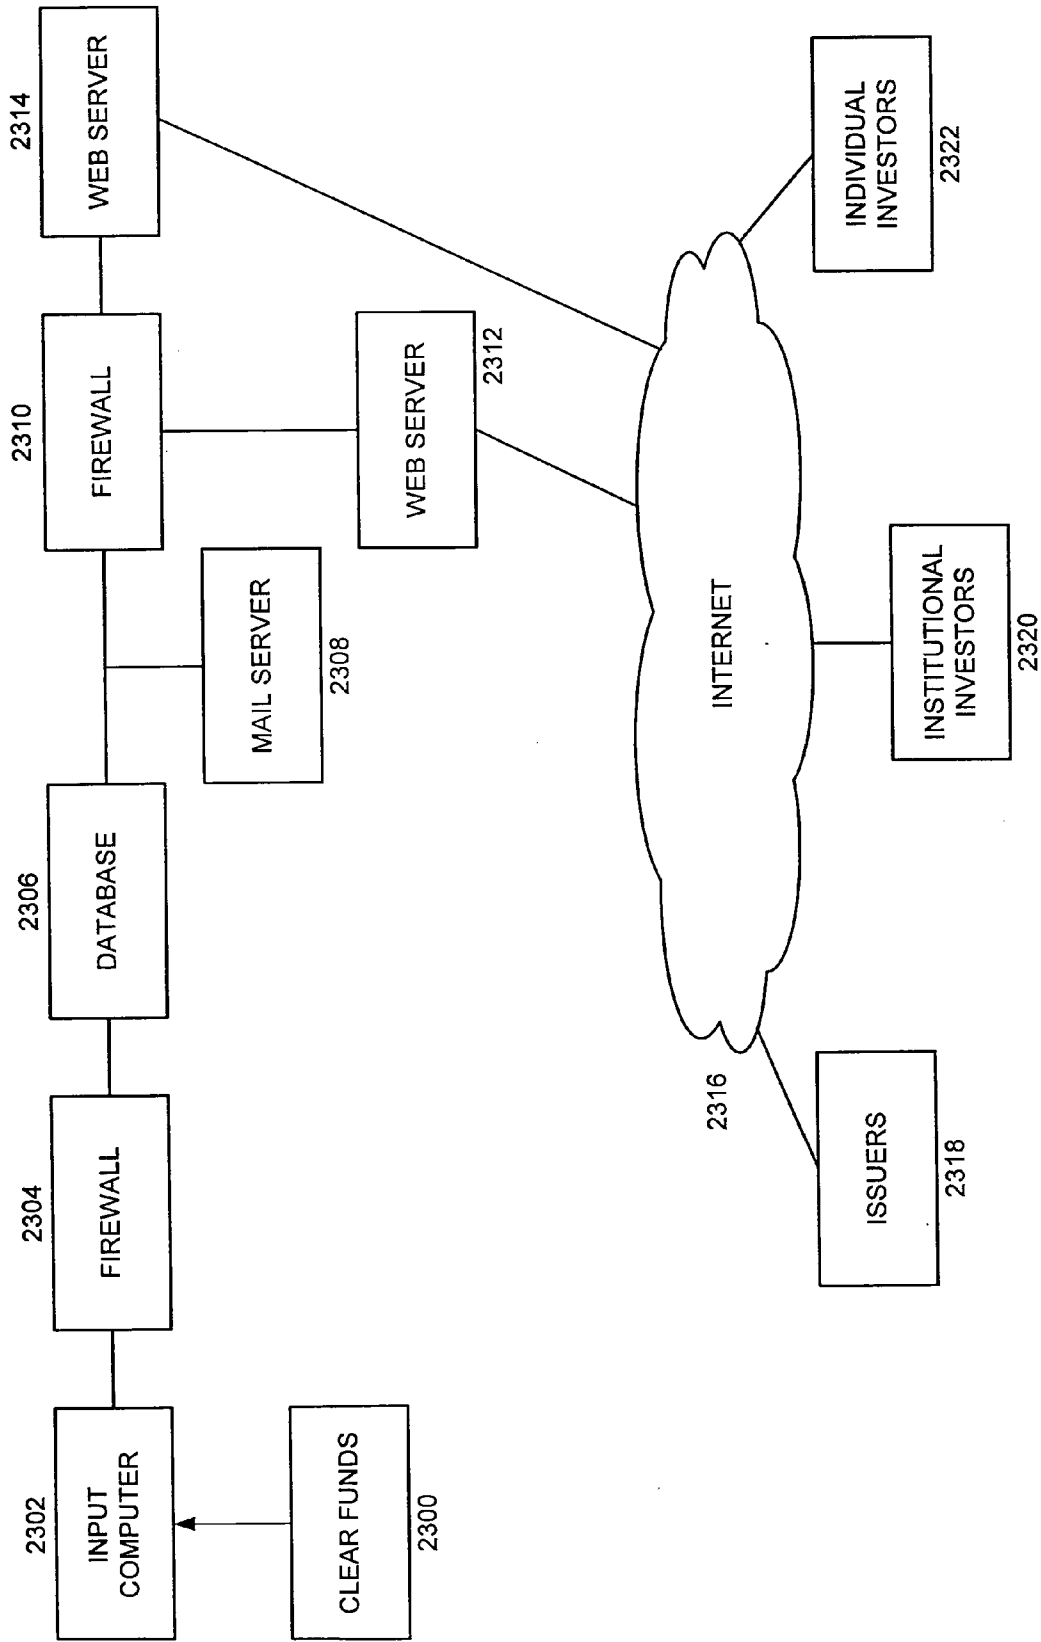 2302
INPUT
COMPUTER
2304
FIREWALL
2306
DATABASE
2310
FIREWALL
2314
WEB SERVER
CLEAR FUNDS
2300
MAIL SERVER
2308
WEB SERVER
2312
INTERNET
2316
ISSUERS
2318
INSTITUTIONAL
INVESTORS
2320
INDIVIDUAL
INVESTORS
2322